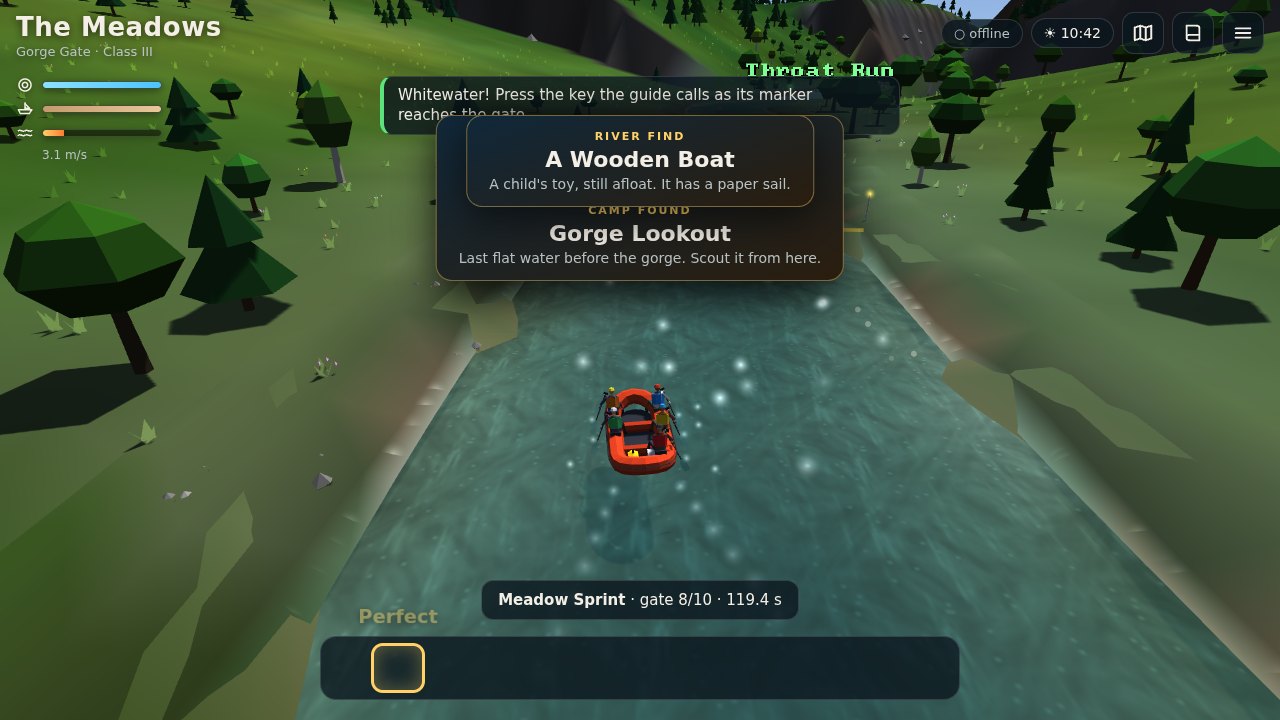 The Meadows
Gorge Gate · Class III
offline
10:42
3.1 m/s
Throat Run
Whitewater! Press the key the guide calls as its marker
reaches the gate.
RIVER FIND
A Wooden Boat
A child's toy, still afloat. It has a paper sail.
CAMP FOUND
Gorge Lookout
Last flat water before the gorge. Scout it from here.
Meadow Sprint · gate 8/10 · 119.4 s
Perfect